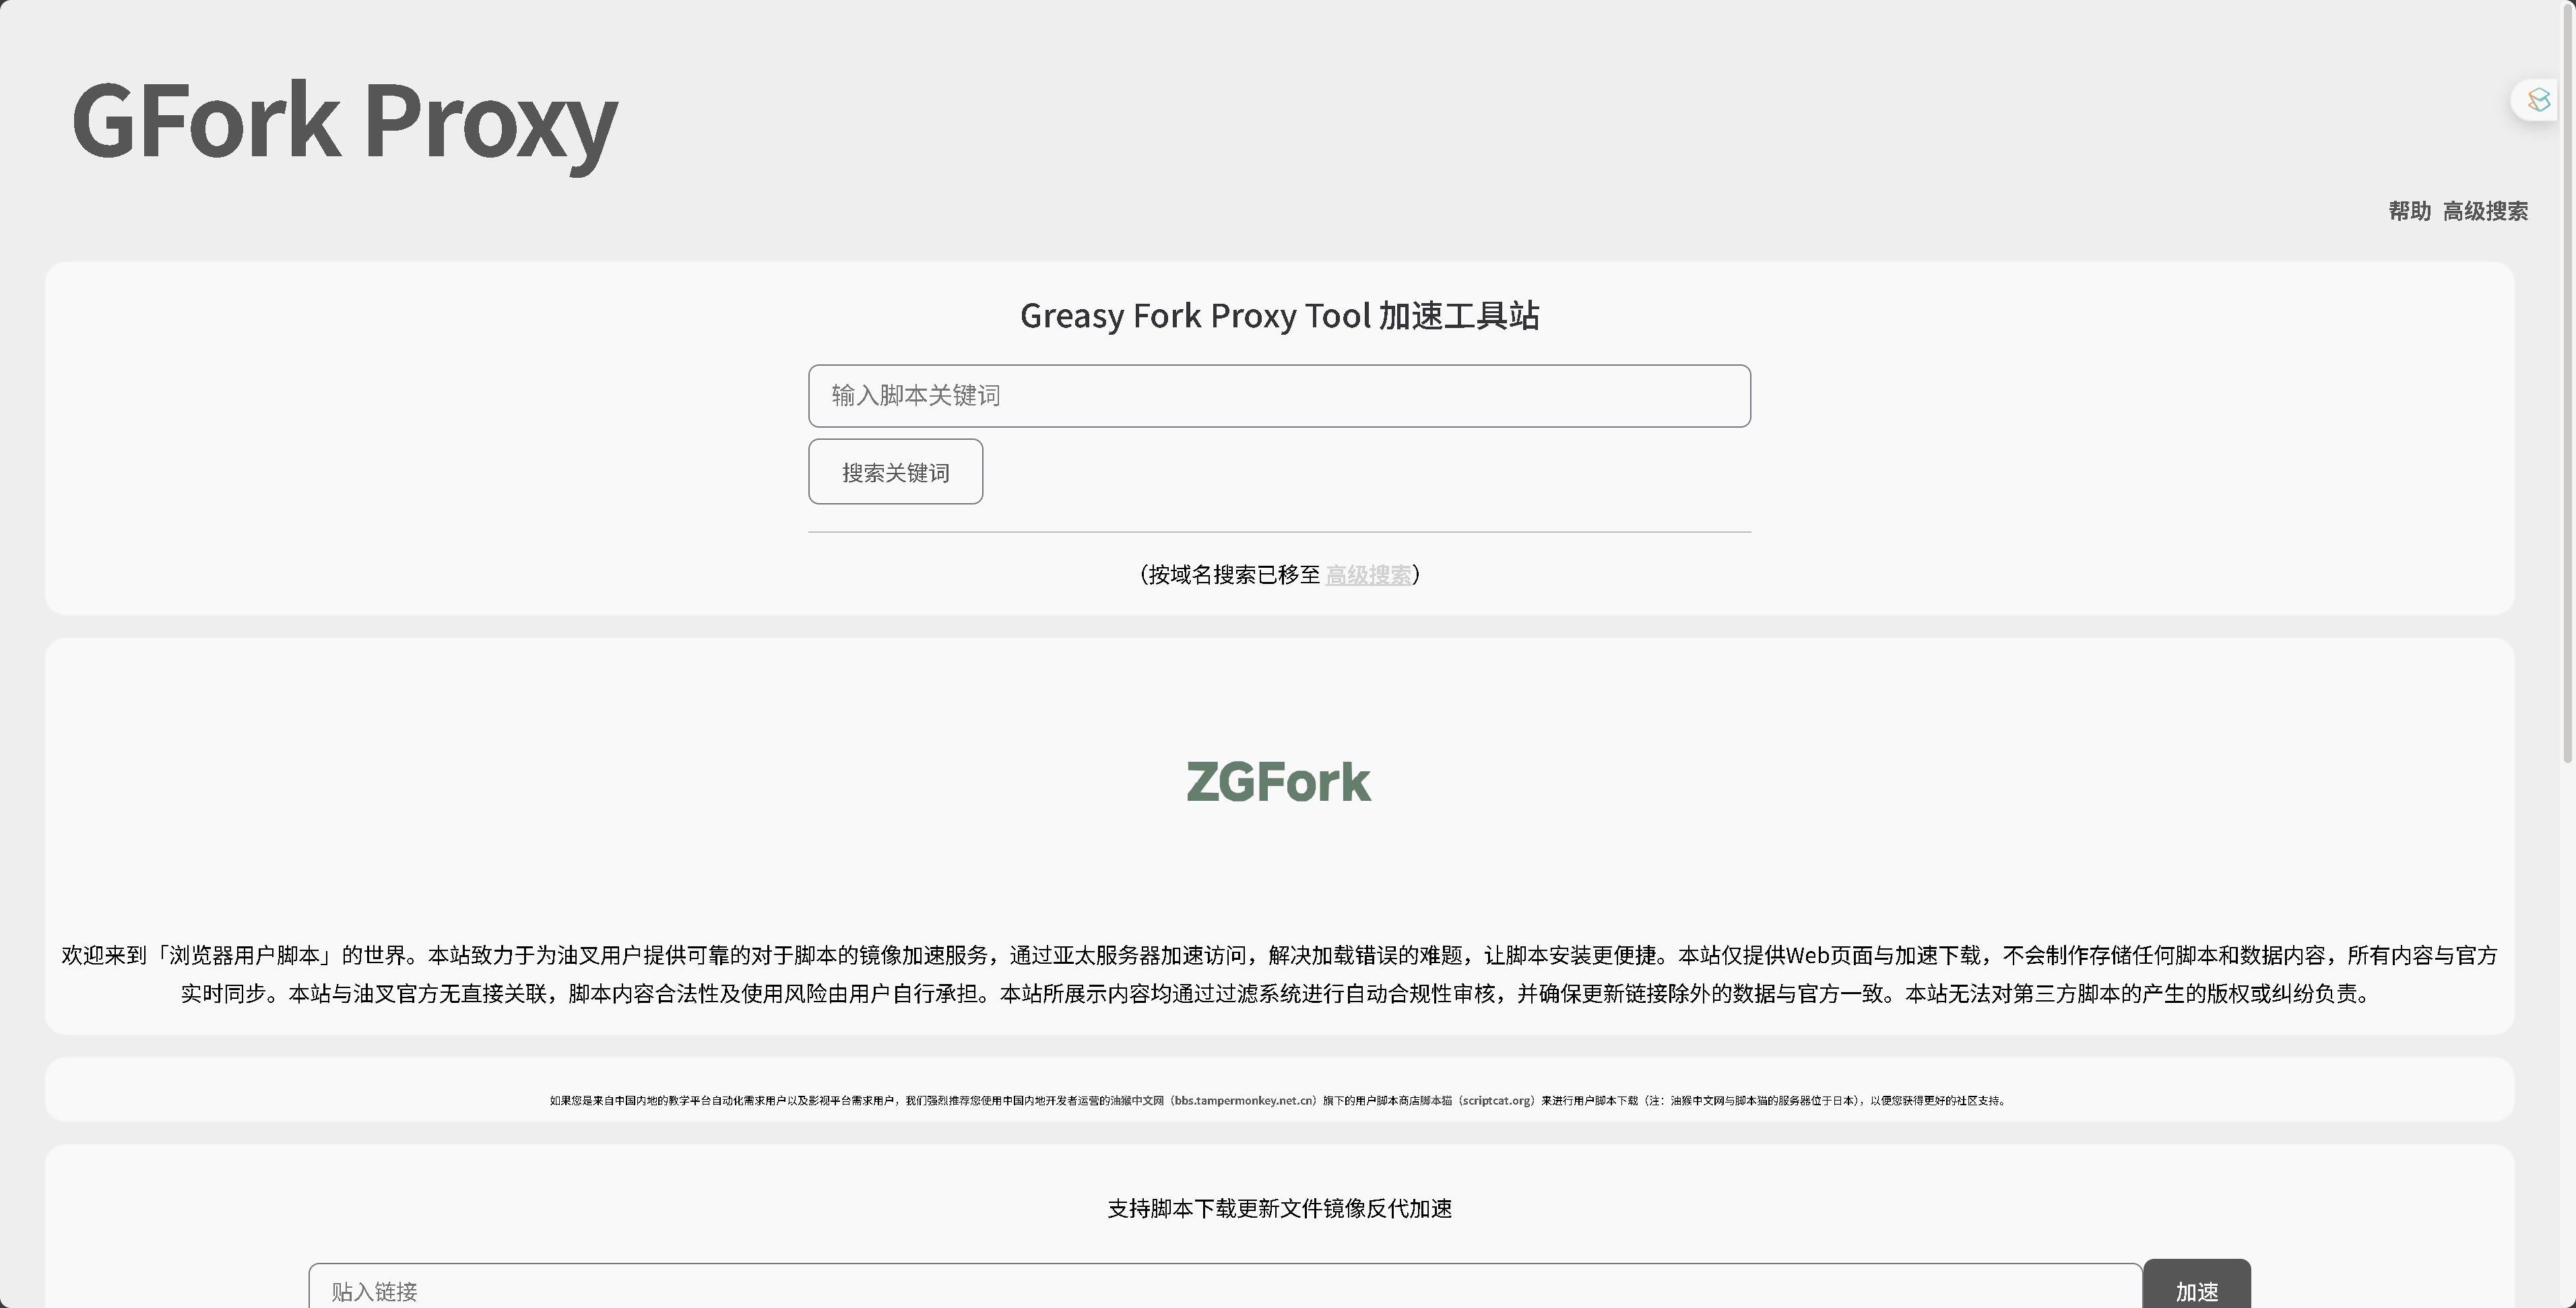 GFork Proxy
帮助 高级搜索
Greasy Fork Proxy Tool 加速工具站
输入脚本关键词
搜索关键词
（按域名搜索已移至 高级搜索）
ZGFork
欢迎来到「浏览器用户脚本」的世界。本站致力于为油叉用户提供可靠的对于脚本的镜像加速服务，通过亚太服务器加速访问，解决加载错误的难题，让脚本安装更便捷。本站仅提供Web页面与加速下载，不会制作存储任何脚本和数据内容，所有内容与官方
实时同步。本站与油叉官方无直接关联，脚本内容合法性及使用风险由用户自行承担。本站所展示内容均通过过滤系统进行自动合规性审核，并确保更新链接除外的数据与官方一致。本站无法对第三方脚本的产生的版权或纠纷负责。
如果您是来自中国内地的教学平台自动化需求用户以及影视平台需求用户，我们强烈推荐您使用中国内地开发者运营的油猴中文网（bbs.tampermonkey.net.cn）旗下的用户脚本商店脚本猫（scriptcat.org）来进行用户脚本下载（注：油猴中文网与脚本猫的服务器位于日本），以便您获得更好的社区支持。
支持脚本下载更新文件镜像反代加速
贴入链接
加速